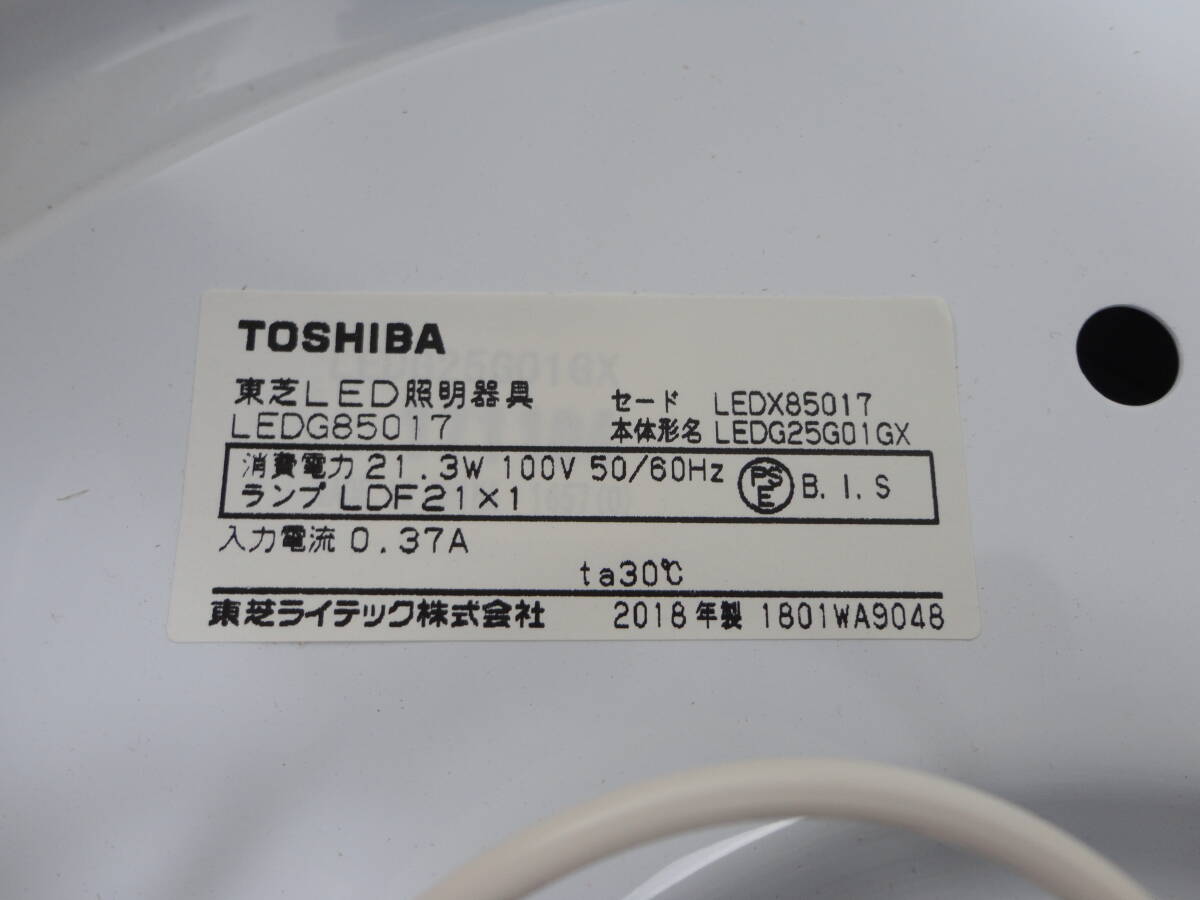 TOSHIBA
東芝LED照明器具
LEDG85017
セード LEDX85017
本体形名 LEDG25G01GX
消費電力 21.3W 100V 50/60Hz
ランプ LDF21×1
PSE B.I.S
入力電流 0.37A
ta30℃
東芝ライテック株式会社 2018年製 1801WA9048